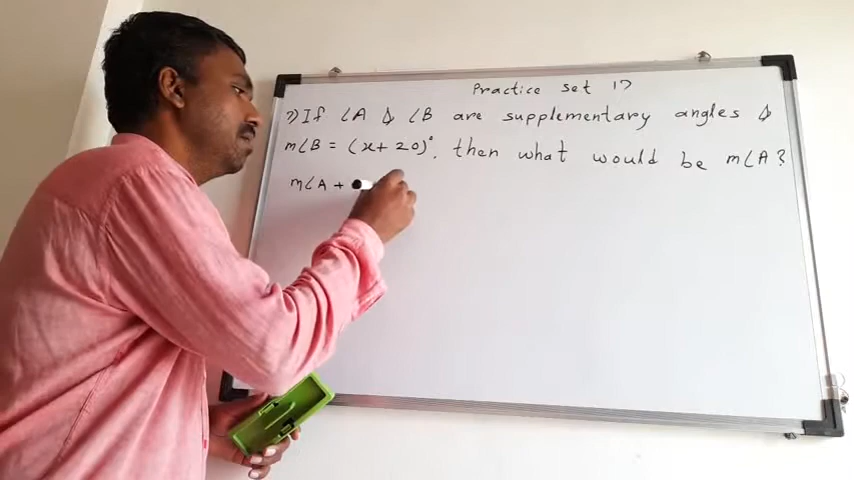 Practice set 17
7) If ∠A & ∠B are supplementary angles &
m∠B = (x+20)°. then what would be m∠A?
m∠A +